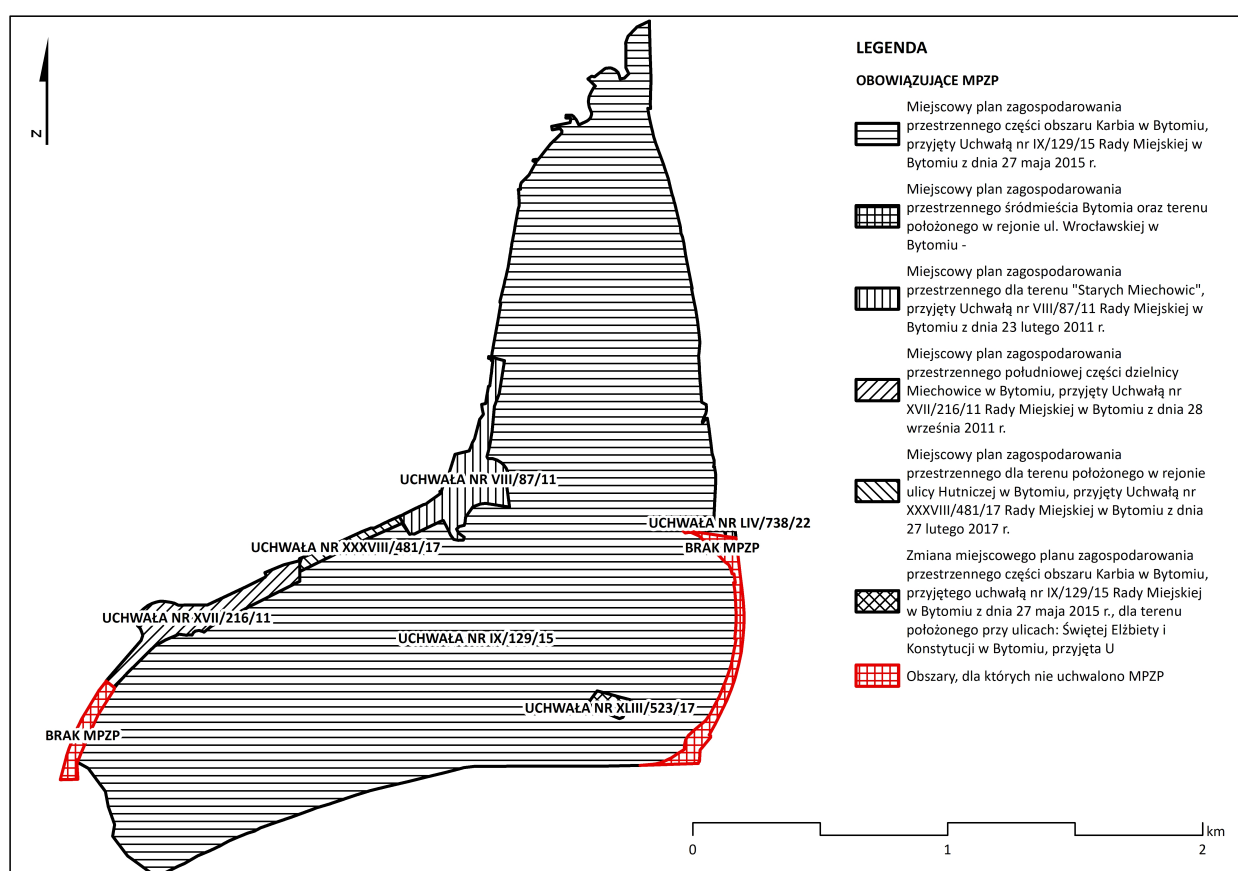 Z
LEGENDA
OBOWIĄZUJĄCE MPZP
Miejscowy plan zagospodarowania
przestrzennego części obszaru Karbia w Bytomiu,
przyjęty Uchwałą nr IX/129/15 Rady Miejskiej w
Bytomiu z dnia 27 maja 2015 r.
Miejscowy plan zagospodarowania
przestrzennego śródmieścia Bytomia oraz terenu
położonego w rejonie ul. Wrocławskiej w
Bytomiu -
Miejscowy plan zagospodarowania
przestrzennego dla terenu "Starych Miechowic",
przyjęty Uchwałą nr VIII/87/11 Rady Miejskiej w
Bytomiu z dnia 23 lutego 2011 r.
Miejscowy plan zagospodarowania
przestrzennego południowej części dzielnicy
Miechowice w Bytomiu, przyjęty Uchwałą nr
XVII/216/11 Rady Miejskiej w Bytomiu z dnia 28
września 2011 r.
Miejscowy plan zagospodarowania
przestrzennego dla terenu położonego w rejonie
ulicy Hutniczej w Bytomiu, przyjęty Uchwałą nr
XXXVIII/481/17 Rady Miejskiej w Bytomiu z dnia
27 lutego 2017 r.
Zmiana miejscowego planu zagospodarowania
przestrzennego części obszaru Karbia w Bytomiu,
przyjętego uchwałą nr IX/129/15 Rady Miejskiej
w Bytomiu z dnia 27 maja 2015 r., dla terenu
położonego przy ulicach: Świętej Elżbiety i
Konstytucji w Bytomiu, przyjęta U
Obszary, dla których nie uchwalono MPZP
UCHWAŁA NR VIII/87/11
UCHWAŁA NR LIV/738/22
UCHWAŁA NR XXXVIII/481/17
BRAK MPZP
UCHWAŁA NR XVII/216/11
UCHWAŁA NR IX/129/15
UCHWAŁA NR XLIII/523/17
BRAK MPZP
km
0 1 2